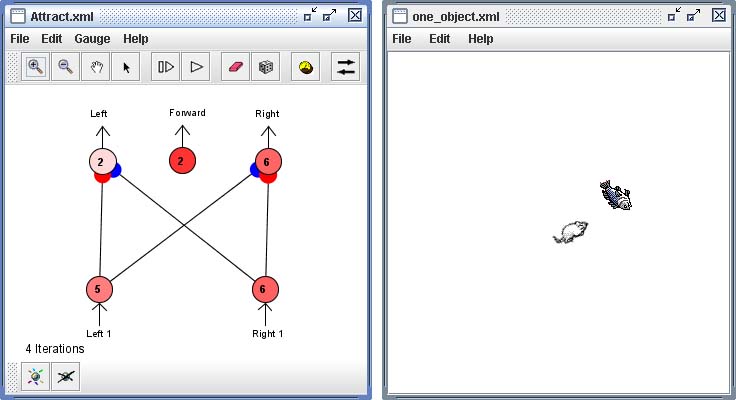 Attract.xml
File Edit Gauge Help
Left Forward Right
2 2 6
5 6
Left 1 Right 1
4 Iterations
one_object.xml
File Edit Help